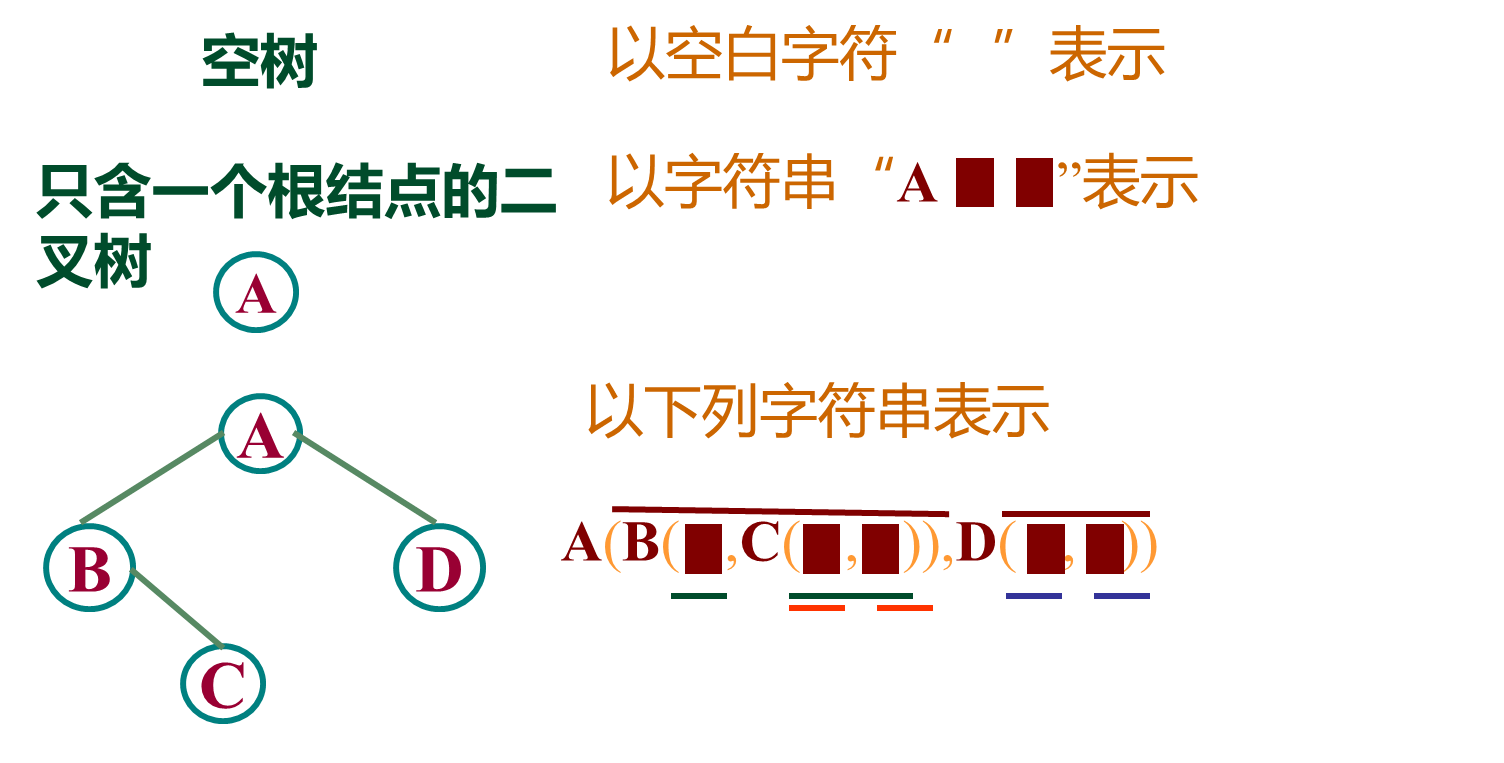 空树
以空白字符“ ”表示
只含一个根结点的二
叉树
以字符串“A ■ ■”表示
A
以下列字符串表示
A
A(B(■,C(■,■)),D(■,■))
B
D
C